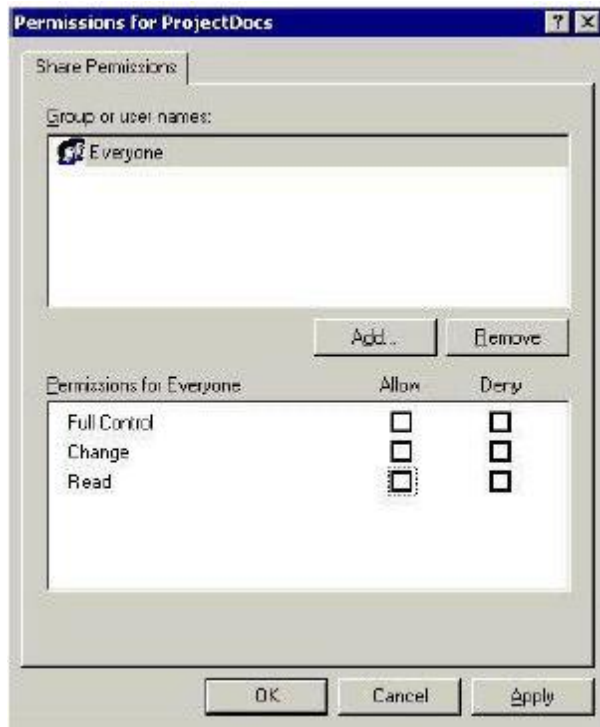 Permissions for ProjectDocs
Share Permissions
Group or user names:
Everyone
Add... Remove
Permissions for Everyone Allow Deny
Full Control
Change
Read
OK Cancel Apply